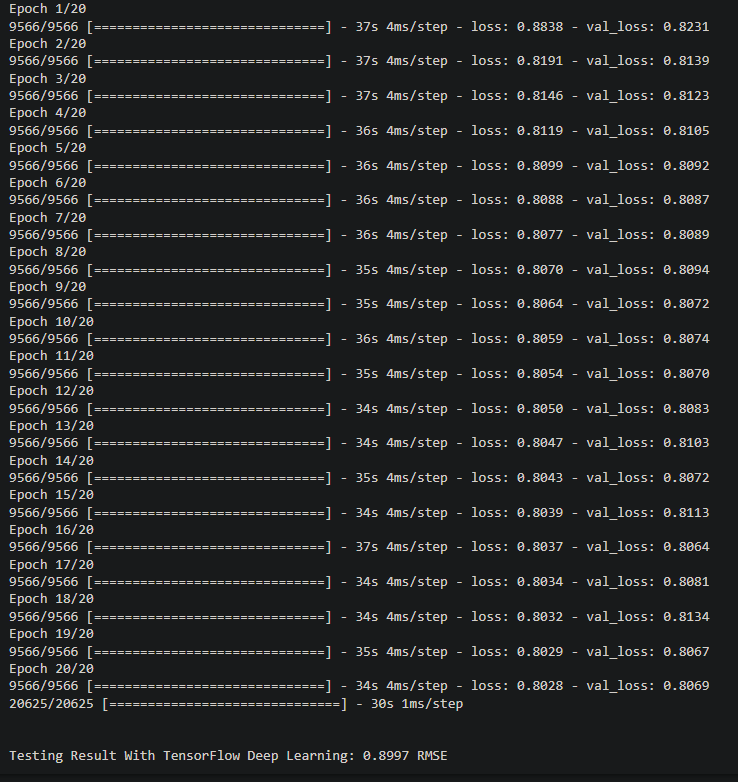 Epoch 1/20
9566/9566 [==============================] - 37s 4ms/step - loss: 0.8838 - val_loss: 0.8231
Epoch 2/20
9566/9566 [==============================] - 37s 4ms/step - loss: 0.8191 - val_loss: 0.8139
Epoch 3/20
9566/9566 [==============================] - 37s 4ms/step - loss: 0.8146 - val_loss: 0.8123
Epoch 4/20
9566/9566 [==============================] - 36s 4ms/step - loss: 0.8119 - val_loss: 0.8105
Epoch 5/20
9566/9566 [==============================] - 36s 4ms/step - loss: 0.8099 - val_loss: 0.8092
Epoch 6/20
9566/9566 [==============================] - 36s 4ms/step - loss: 0.8088 - val_loss: 0.8087
Epoch 7/20
9566/9566 [==============================] - 36s 4ms/step - loss: 0.8077 - val_loss: 0.8089
Epoch 8/20
9566/9566 [==============================] - 35s 4ms/step - loss: 0.8070 - val_loss: 0.8094
Epoch 9/20
9566/9566 [==============================] - 35s 4ms/step - loss: 0.8064 - val_loss: 0.8072
Epoch 10/20
9566/9566 [==============================] - 36s 4ms/step - loss: 0.8059 - val_loss: 0.8074
Epoch 11/20
9566/9566 [==============================] - 35s 4ms/step - loss: 0.8054 - val_loss: 0.8070
Epoch 12/20
9566/9566 [==============================] - 34s 4ms/step - loss: 0.8050 - val_loss: 0.8083
Epoch 13/20
9566/9566 [==============================] - 34s 4ms/step - loss: 0.8047 - val_loss: 0.8103
Epoch 14/20
9566/9566 [==============================] - 35s 4ms/step - loss: 0.8043 - val_loss: 0.8072
Epoch 15/20
9566/9566 [==============================] - 34s 4ms/step - loss: 0.8039 - val_loss: 0.8113
Epoch 16/20
9566/9566 [==============================] - 37s 4ms/step - loss: 0.8037 - val_loss: 0.8064
Epoch 17/20
9566/9566 [==============================] - 34s 4ms/step - loss: 0.8034 - val_loss: 0.8081
Epoch 18/20
9566/9566 [==============================] - 34s 4ms/step - loss: 0.8032 - val_loss: 0.8134
Epoch 19/20
9566/9566 [==============================] - 35s 4ms/step - loss: 0.8029 - val_loss: 0.8067
Epoch 20/20
9566/9566 [==============================] - 34s 4ms/step - loss: 0.8028 - val_loss: 0.8069
20625/20625 [==============================] - 30s 1ms/step
Testing Result With TensorFlow Deep Learning: 0.8997 RMSE